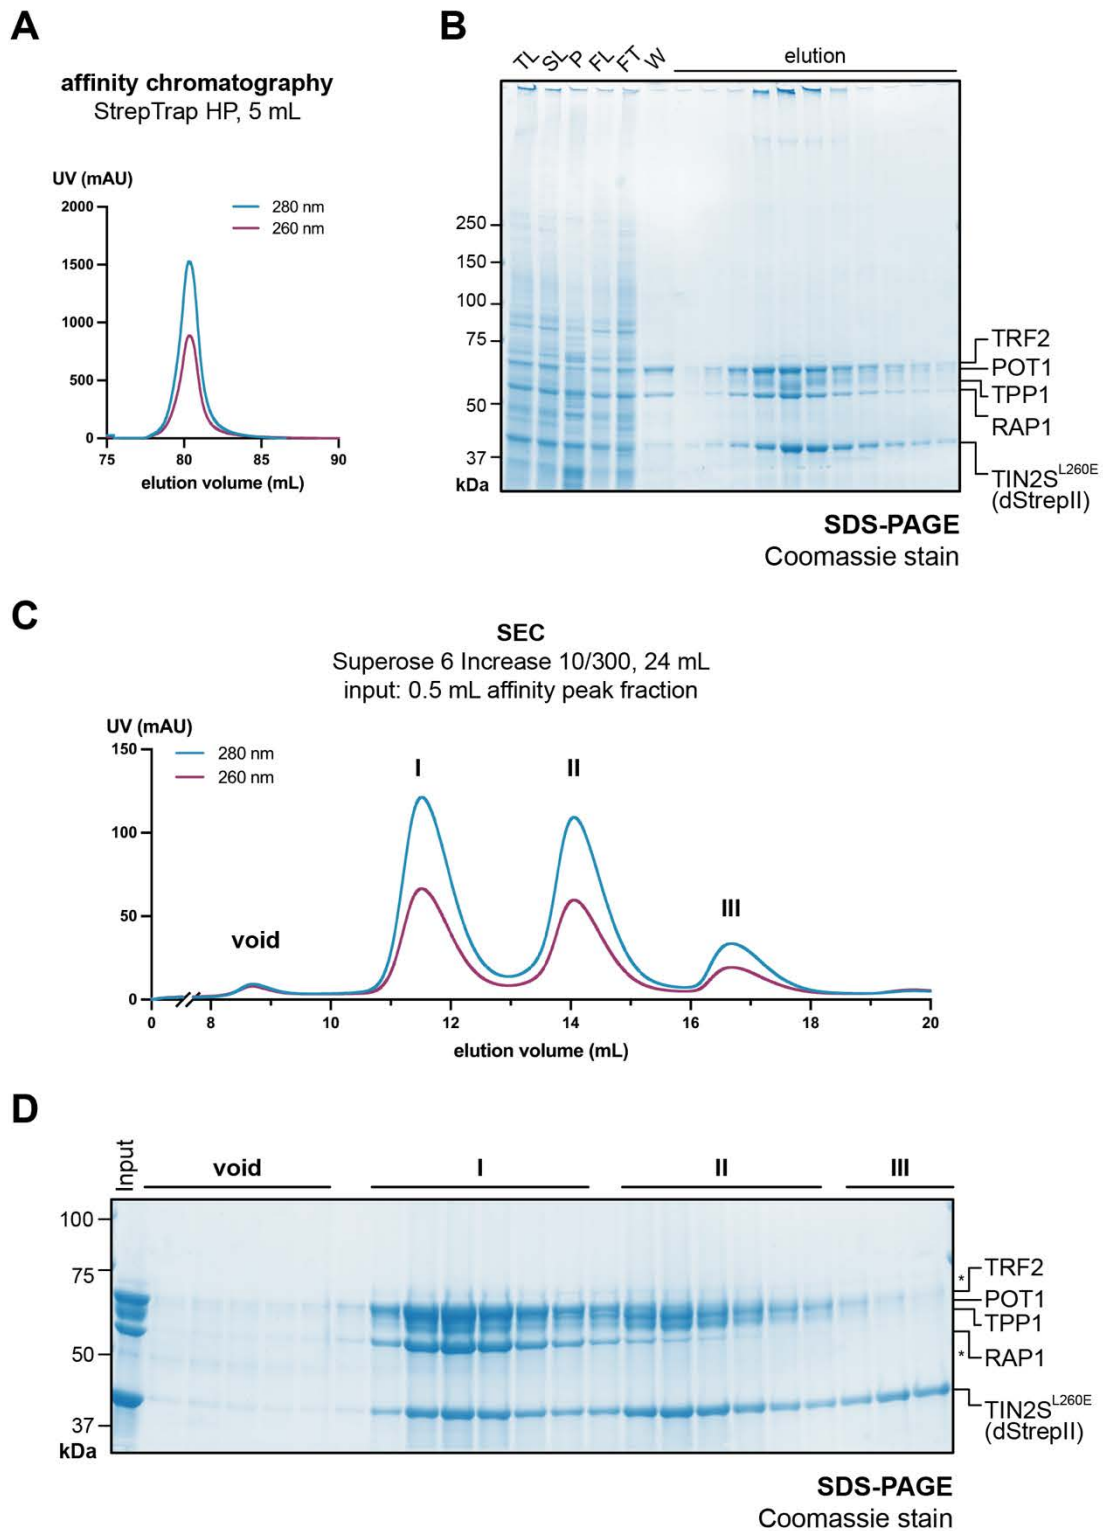 A
affinity chromatography
StrepTrap HP, 5 mL
UV (mAU)
2000
1500
1000
500
0
280 nm
260 nm
75 80 85 90
elution volume (mL)
B
TL SL P FL FT W elution
250
150
100
75
50
37
kDa
TRF2
POT1
TPP1
RAP1
TIN2S^L260E
(dStrepII)
SDS-PAGE
Coomassie stain
C
SEC
Superose 6 Increase 10/300, 24 mL
input: 0.5 mL affinity peak fraction
UV (mAU)
150
100
50
0
280 nm
260 nm
void
I
II
III
0 8 10 12 14 16 18 20
elution volume (mL)
D
Input void I II III
100
75
50
37
kDa
* TRF2
POT1
TPP1
* RAP1
TIN2S^L260E
(dStrepII)
SDS-PAGE
Coomassie stain